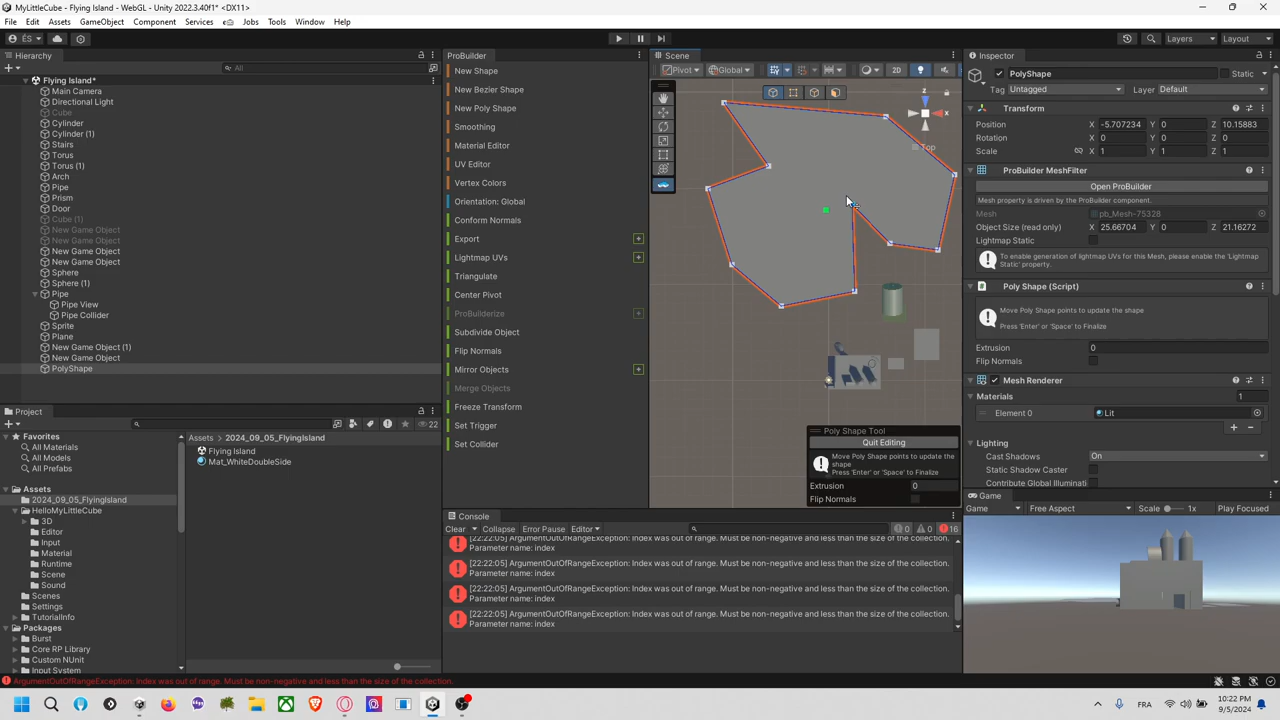 MyLittleCube - Flying Island - WebGL - Unity 2022.3.40f1* <DX11>
File Edit Assets GameObject Component Services Jobs Tools Window Help
ÉS
Layers Layout
Hierarchy
All
Flying Island*
Main Camera
Directional Light
Cube
Cylinder
Cylinder (1)
Stairs
Torus
Torus (1)
Arch
Pipe
Prism
Door
Cube (1)
New Game Object
New Game Object
New Game Object
New Game Object
Sphere
Sphere (1)
Pipe
Pipe View
Pipe Collider
Sprite
Plane
New Game Object (1)
New Game Object
PolyShape
Project
22
Favorites
All Materials
All Models
All Prefabs
Assets
2024_09_05_FlyingIsland
HelloMyLittleCube
3D
Editor
Input
Material
Runtime
Scene
Sound
Scenes
Settings
TutorialInfo
Packages
Burst
Core RP Library
Custom NUnit
Input System
Assets > 2024_09_05_FlyingIsland
Flying Island
Mat_WhiteDoubleSide
ProBuilder
New Shape
New Bezier Shape
New Poly Shape
Smoothing
Material Editor
UV Editor
Vertex Colors
Orientation: Global
Conform Normals
Export
Lightmap UVs
Triangulate
Center Pivot
ProBuilderize
Subdivide Object
Flip Normals
Mirror Objects
Merge Objects
Freeze Transform
Set Trigger
Set Collider
Scene
Pivot Global 2D
z
x
Top
Poly Shape Tool
Quit Editing
Move Poly Shape points to update the
shape
Press 'Enter' or 'Space' to Finalize
Extrusion 0
Flip Normals
Console
Clear Collapse Error Pause Editor 0 0 16
[22:22:05] ArgumentOutOfRangeException: Index was out of range. Must be non-negative and less than the size of the collection.
Parameter name: index
[22:22:05] ArgumentOutOfRangeException: Index was out of range. Must be non-negative and less than the size of the collection.
Parameter name: index
[22:22:05] ArgumentOutOfRangeException: Index was out of range. Must be non-negative and less than the size of the collection.
Parameter name: index
[22:22:05] ArgumentOutOfRangeException: Index was out of range. Must be non-negative and less than the size of the collection.
Parameter name: index
Inspector
PolyShape Static
Tag Untagged Layer Default
Transform
Position X -5.707234 Y 0 Z 10.15883
Rotation X 0 Y 0 Z 0
Scale X 1 Y 1 Z 1
ProBuilder MeshFilter
Open ProBuilder
Mesh property is driven by the ProBuilder component.
Mesh pb_Mesh-75328
Object Size (read only) X 25.66704 Y 0 Z 21.16272
Lightmap Static
To enable generation of lightmap UVs for this Mesh, please enable the 'Lightmap
Static' property.
Poly Shape (Script)
Move Poly Shape points to update the shape
Press 'Enter' or 'Space' to Finalize
Extrusion 0
Flip Normals
Mesh Renderer
Materials 1
Element 0 Lit
Lighting
Cast Shadows On
Static Shadow Caster
Contribute Global Illuminati
Game
Game Free Aspect Scale 1x Play Focused
ArgumentOutOfRangeException: Index was out of range. Must be non-negative and less than the size of the collection.
FRA
10:22 PM
9/5/2024